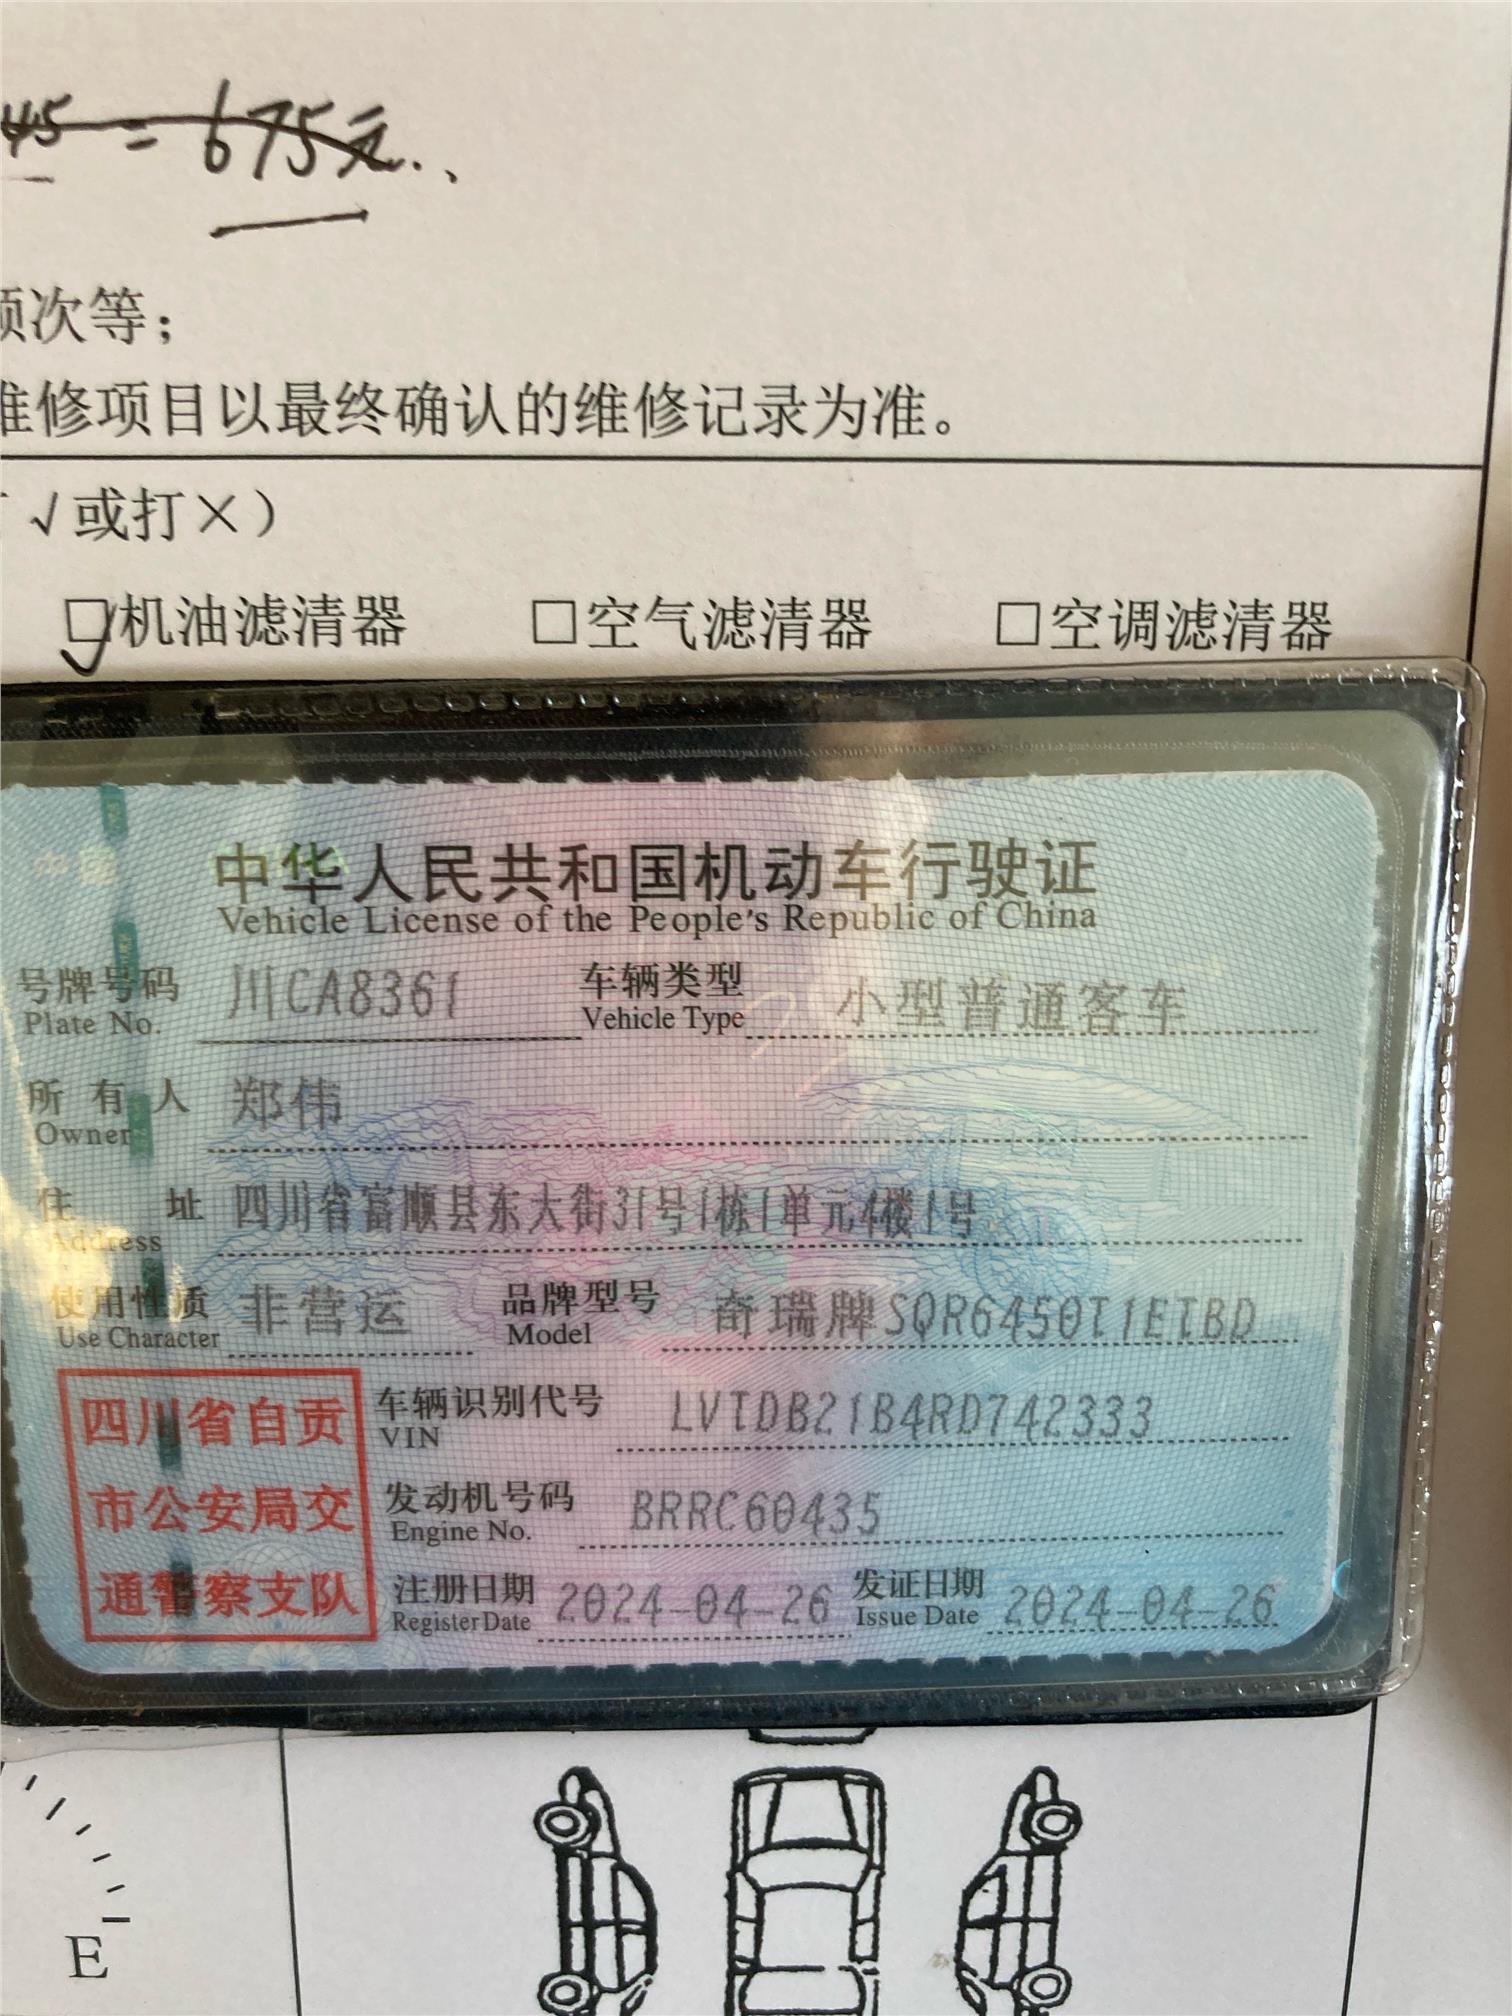 45 = 675元..
频次等；
维修项目以最终确认的维修记录为准。
√或打×）
机油滤清器 □空气滤清器 □空调滤清器
中华人民共和国机动车行驶证
Vehicle License of the People's Republic of China
号牌号码 川CA8361 车辆类型 小型普通客车
Plate No. Vehicle Type
所有人 郑伟
Owner
住址 四川省富顺县东大街31号1栋1单元4楼1号
Address
使用性质 非营运 品牌型号 奇瑞牌SQR6450T1ETBD
Use Character Model
四川省自贡
市公安局交
通警察支队
车辆识别代号 LVTDB21B4RD742333
VIN
发动机号码 BRRC60435
Engine No.
注册日期 2024-04-26 发证日期 2024-04-26
Register Date Issue Date
E